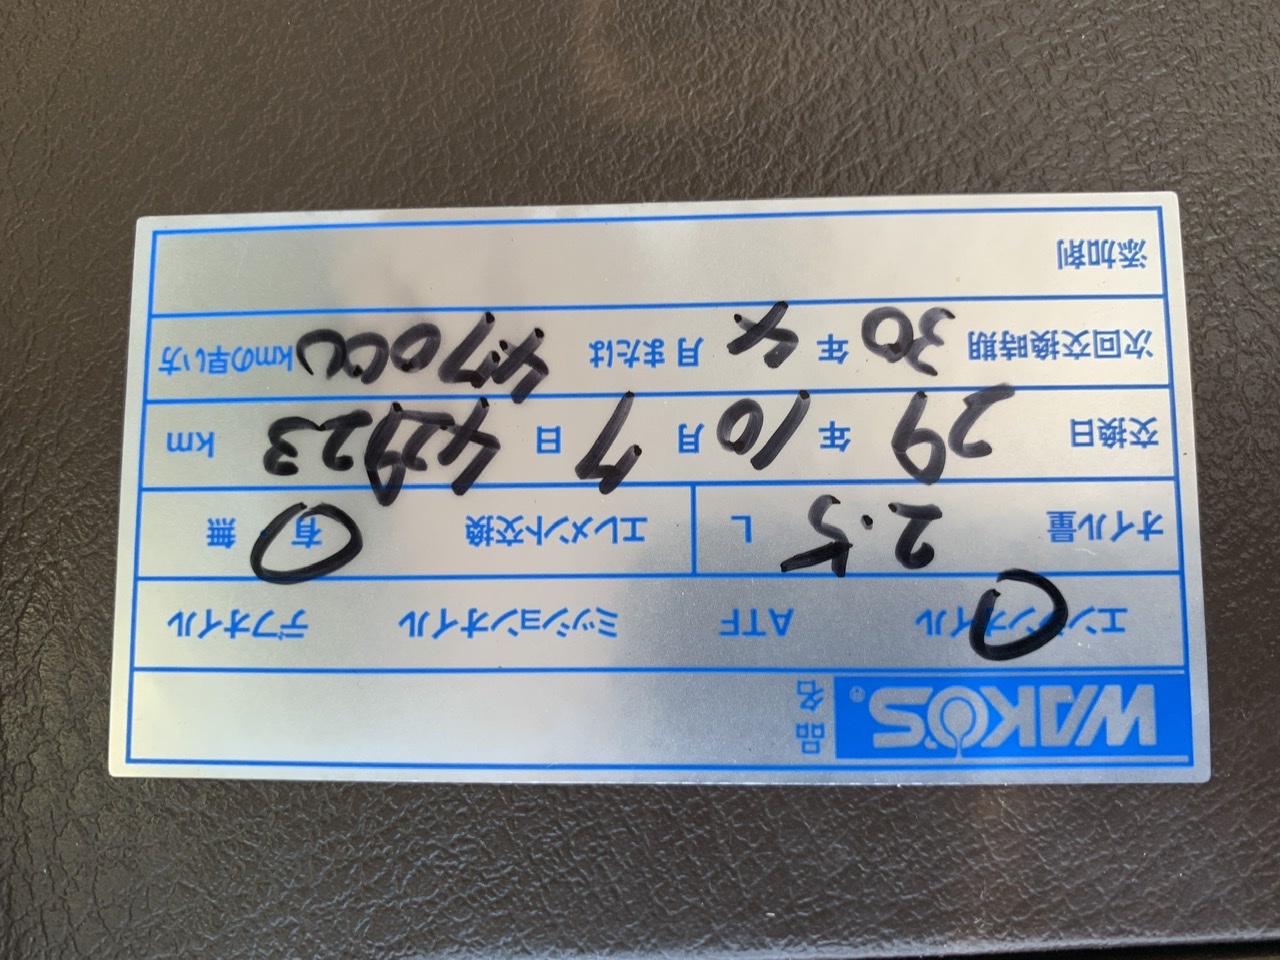 WAKO'S® 品名
エンジンオイル ATF ミッションオイル デフオイル
オイル量 2.5 L エレメント交換 有・無
交換日 29 年 10 月 7 日 42923 km
次回交換時期 30 年 4 月または 47000 kmの早い方
添加剤